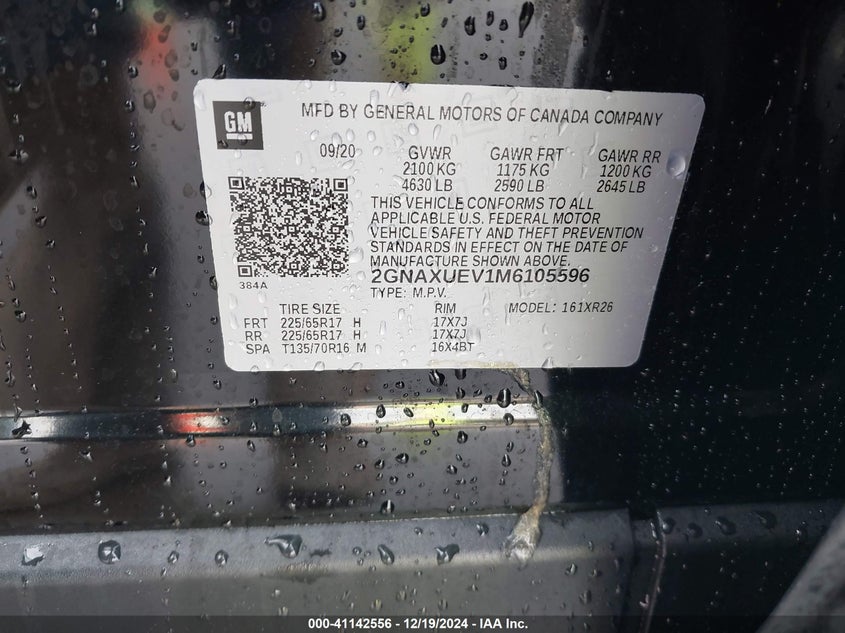 GM
MFD BY GENERAL MOTORS OF CANADA COMPANY
09/20 GVWR GAWR FRT GAWR RR
2100 KG 1175 KG 1200 KG
4630 LB 2590 LB 2645 LB
THIS VEHICLE CONFORMS TO ALL
APPLICABLE U.S. FEDERAL MOTOR
VEHICLE SAFETY AND THEFT PREVENTION
STANDARDS IN EFFECT ON THE DATE OF
MANUFACTURE SHOWN ABOVE.
2GNAXUEV1M6105596
384A
TYPE: M.P.V.
TIRE SIZE RIM MODEL: 161XR26
FRT 225/65R17 H 17X7J
RR 225/65R17 H 17X7J
SPA T135/70R16 M 16X4BT
000-41142556 - 12/19/2024 - IAA Inc.